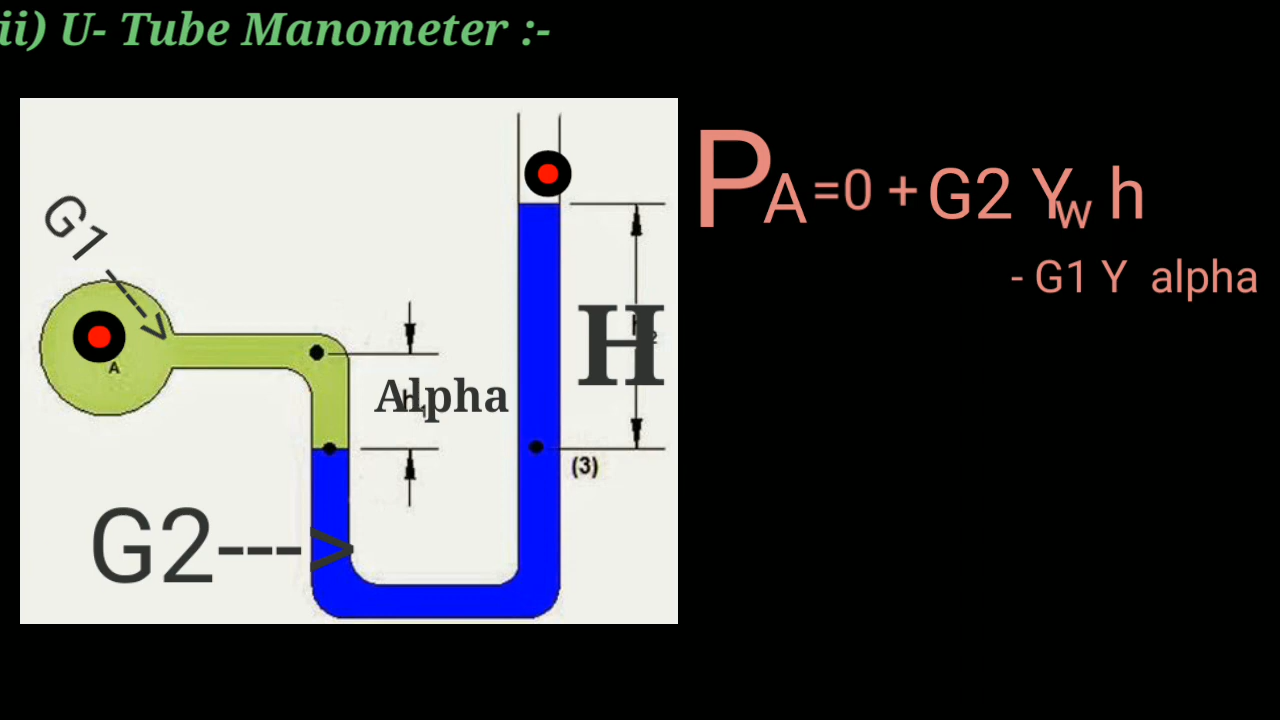 ii) U- Tube Manometer :-
PA =0 + G2 Yw h
- G1 Y alpha
G1 ---->
A
Alpha
H
(3)
G2--->